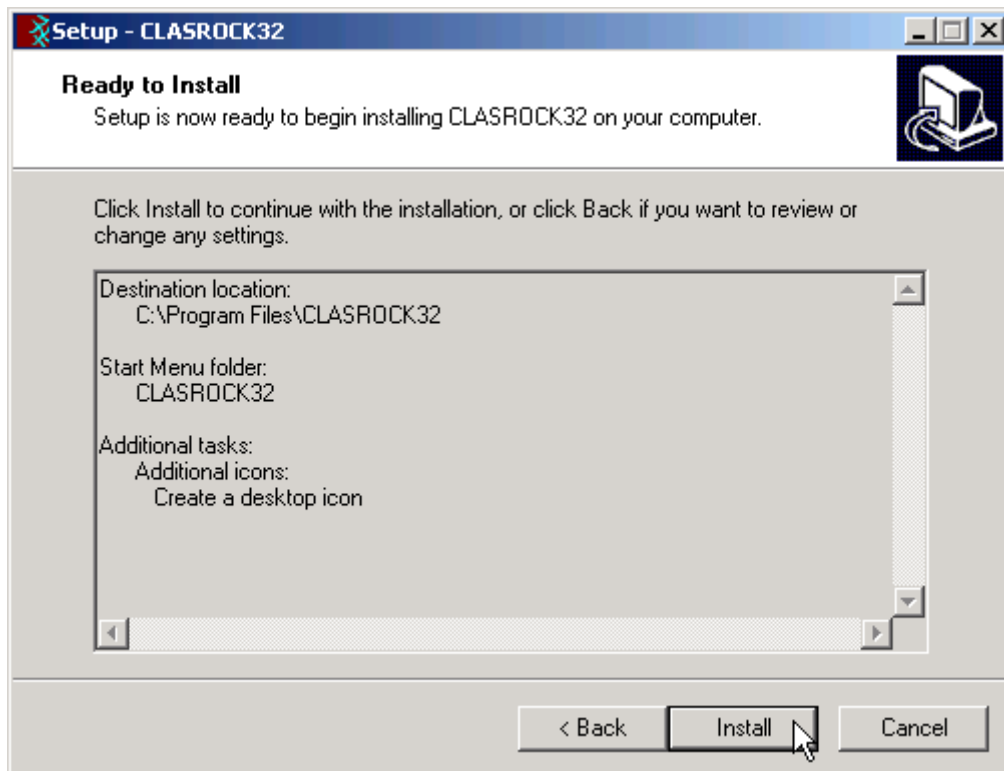 Setup - CLASROCK32
Ready to Install
Setup is now ready to begin installing CLASROCK32 on your computer.
Click Install to continue with the installation, or click Back if you want to review or
change any settings.
Destination location:
C:\Program Files\CLASROCK32
Start Menu folder:
CLASROCK32
Additional tasks:
Additional icons:
Create a desktop icon
< Back
Install
Cancel